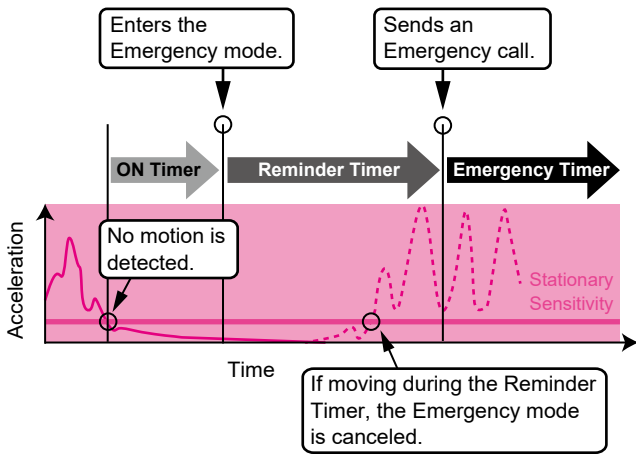 Enters the
Emergency mode.
Sends an
Emergency call.
ON Timer
Reminder Timer
Emergency Timer
No motion is
detected.
Acceleration
Stationary
Sensitivity
Time
If moving during the Reminder
Timer, the Emergency mode
is canceled.